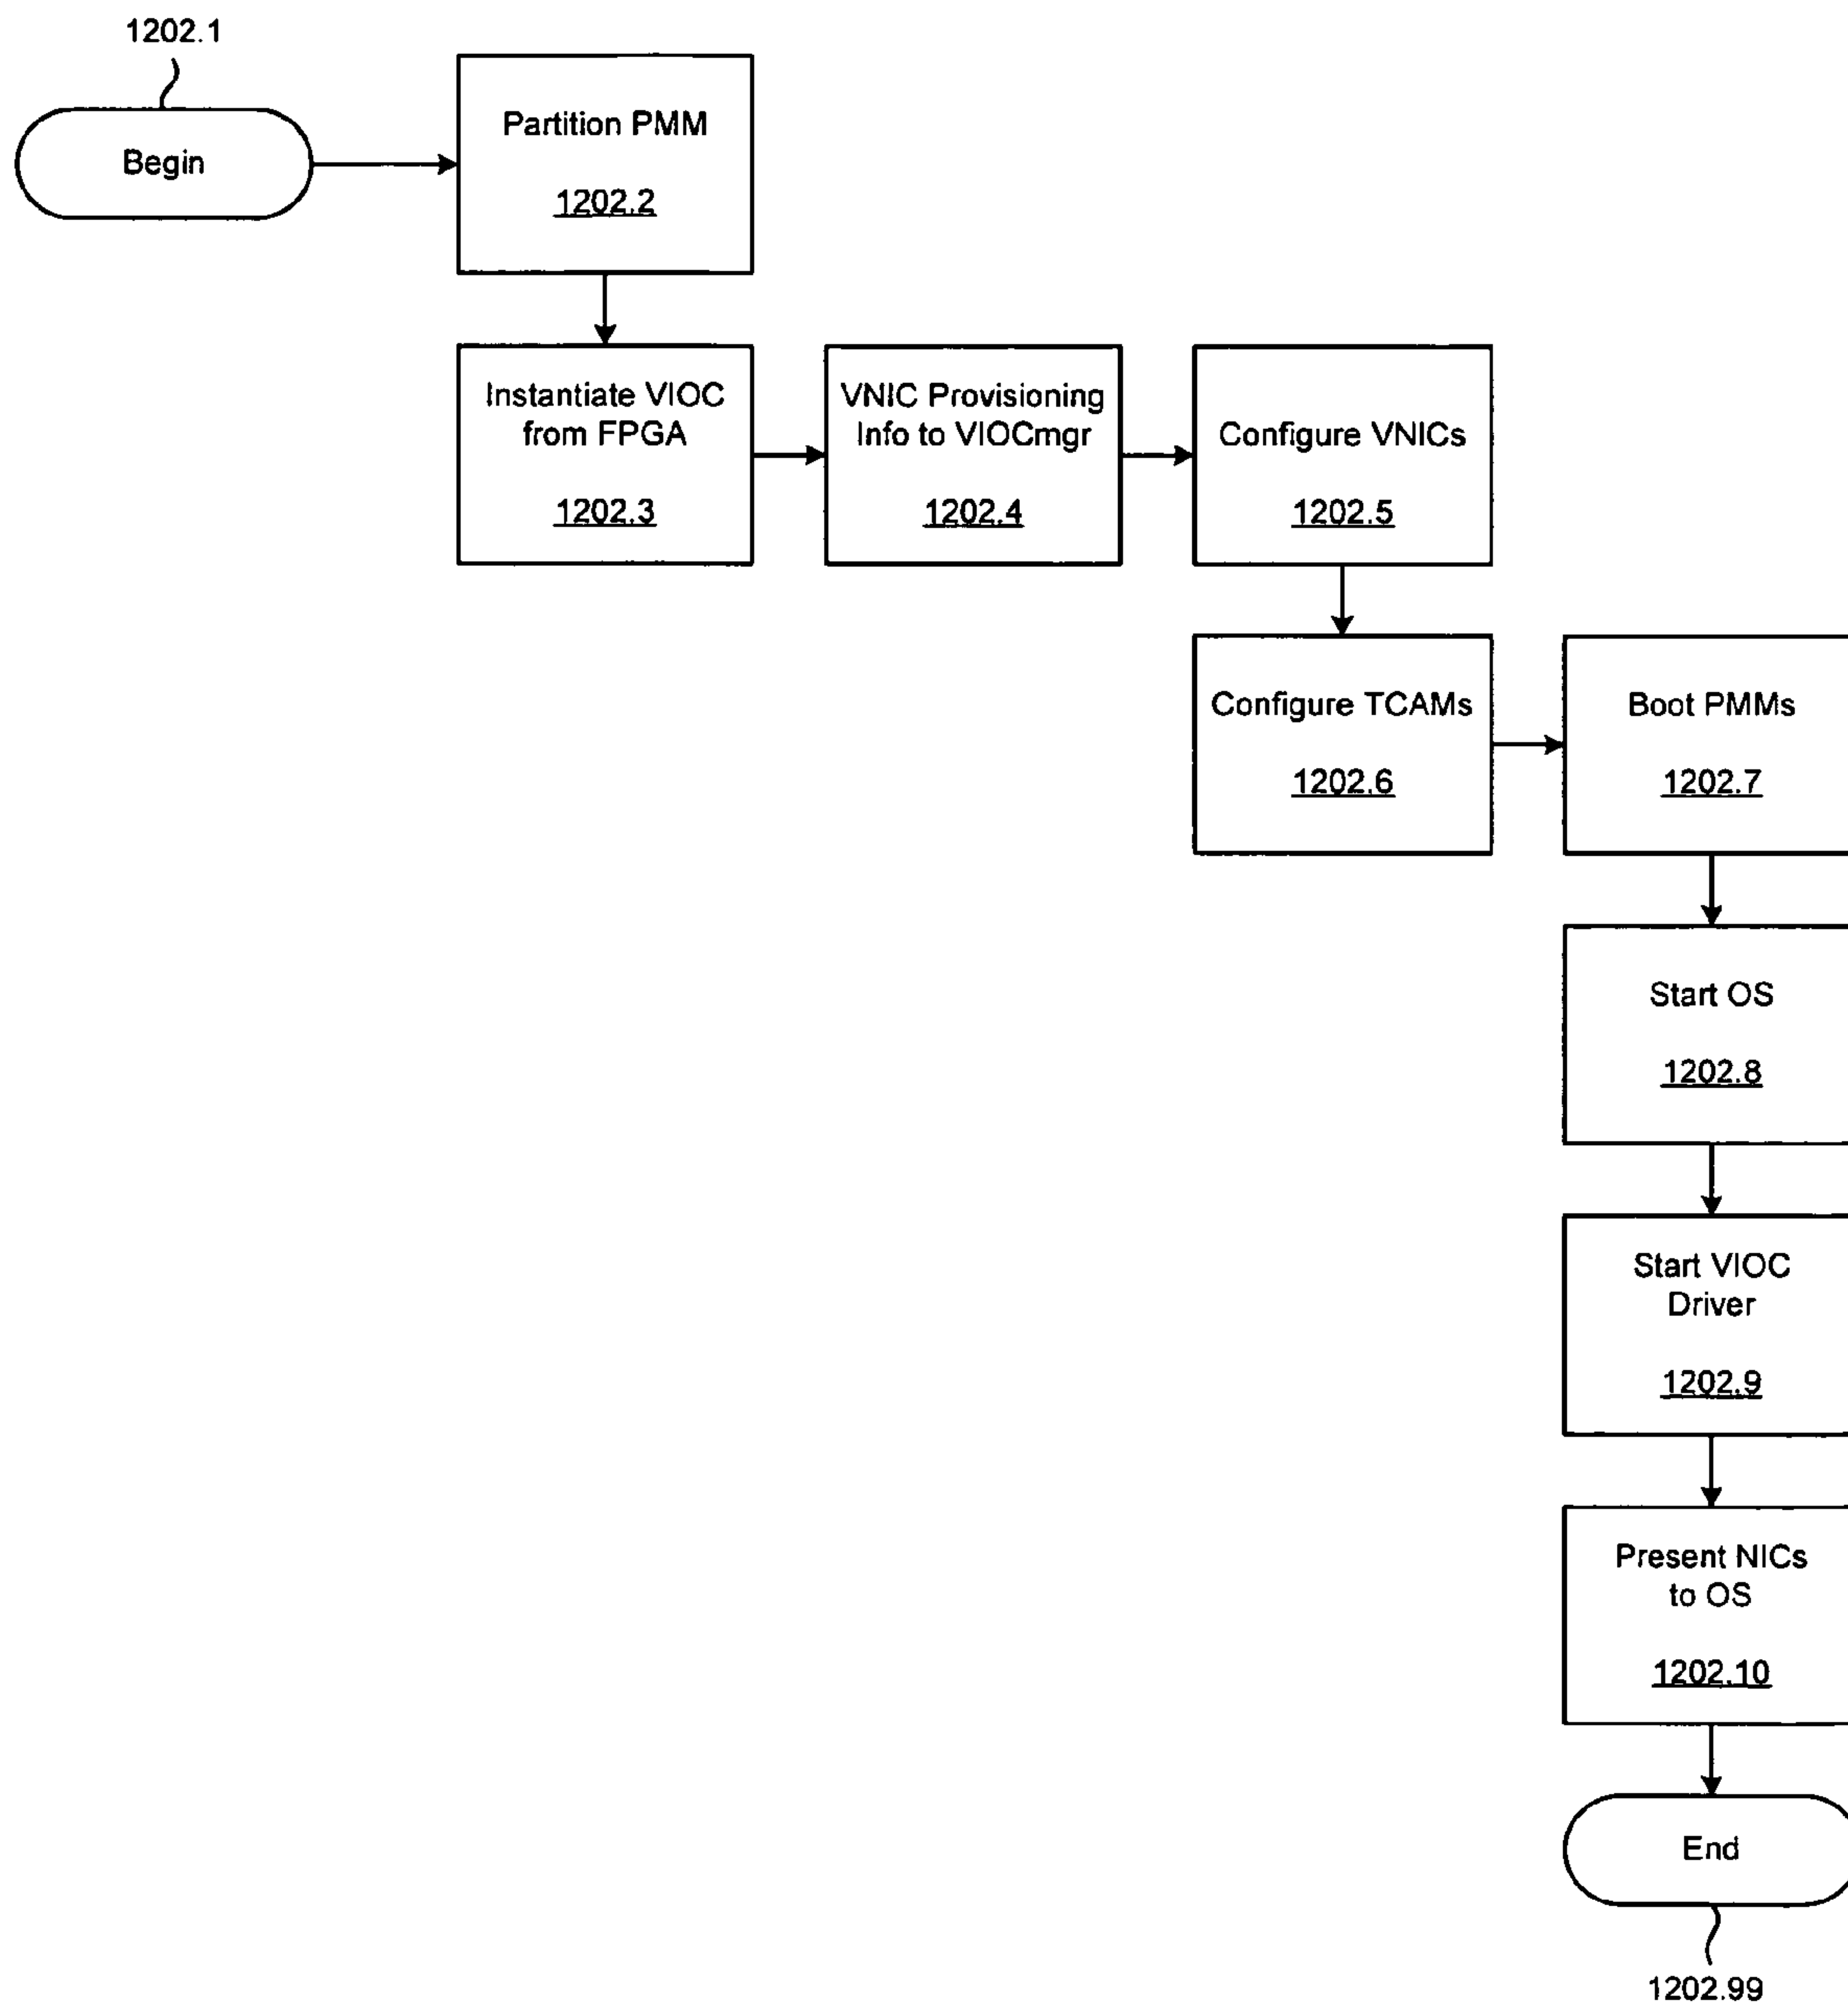 1202.1
Begin
Partition PMM
1202.2
Instantiate VIOC
from FPGA
1202.3
VNIC Provisioning
Info to VIOCmgr
1202.4
Configure VNICs
1202.5
Configure TCAMs
1202.6
Boot PMMs
1202.7
Start OS
1202.8
Start VIOC
Driver
1202.9
Present NICs
to OS
1202.10
End
1202.99